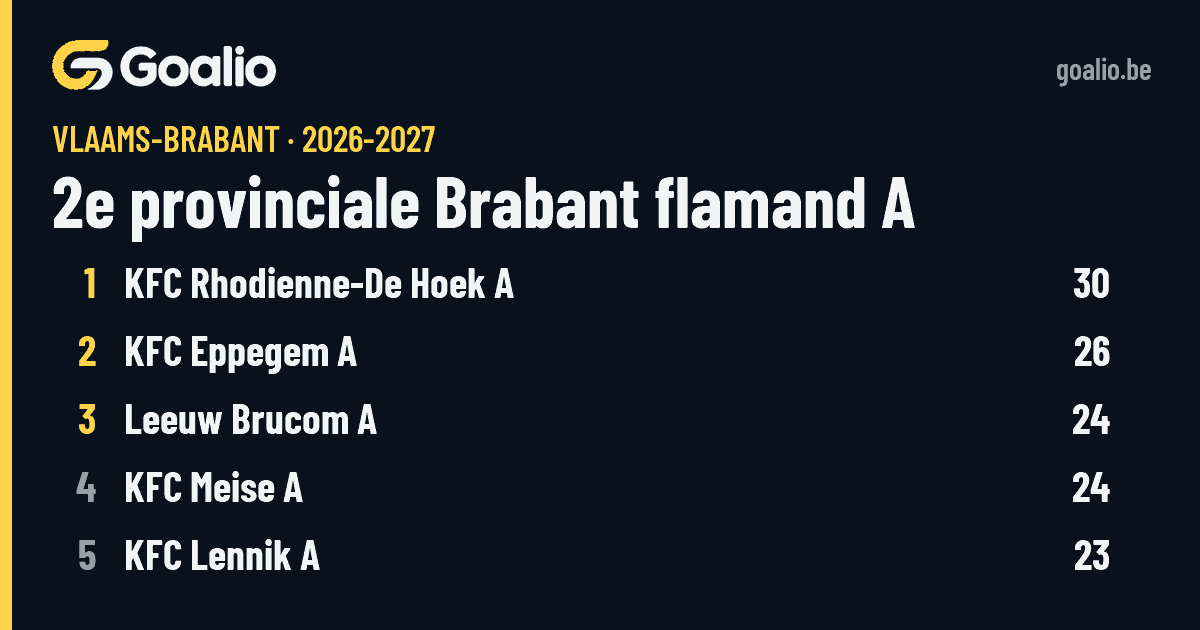 Goalio
goalio.be
VLAAMS-BRABANT · 2026-2027
2e provinciale Brabant flamand A
1 KFC Rhodienne-De Hoek A 30
2 KFC Eppegem A 26
3 Leeuw Brucom A 24
4 KFC Meise A 24
5 KFC Lennik A 23